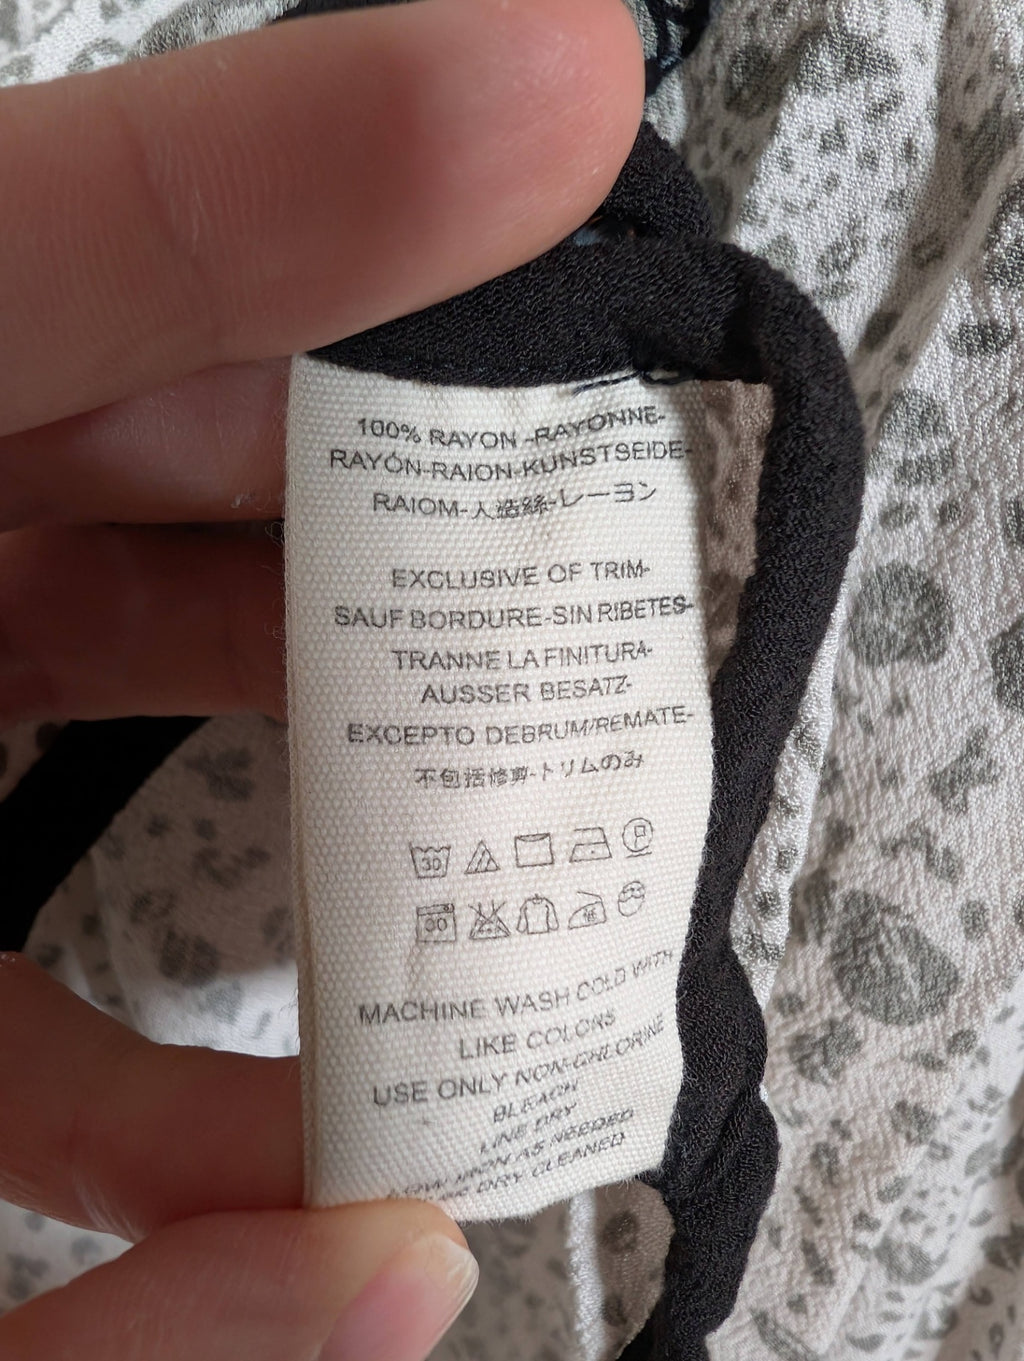 100% RAYON -RAYONNE-
RAYÓN-RAION-KUNSTSEIDE-
RAIOM-人造絲-レーヨン
EXCLUSIVE OF TRIM-
SAUF BORDURE-SIN RIBETES-
TRANNE LA FINITURA-
AUSSER BESATZ-
EXCEPTO DEBRUM/REMATE-
不包括修剪-トリムのみ
30 P
30
MACHINE WASH COLD WITH
LIKE COLORS
USE ONLY NON-CHLORINE
BLEACH
LINE DRY
LOW IRON AS NEEDED
DRY CLEANED